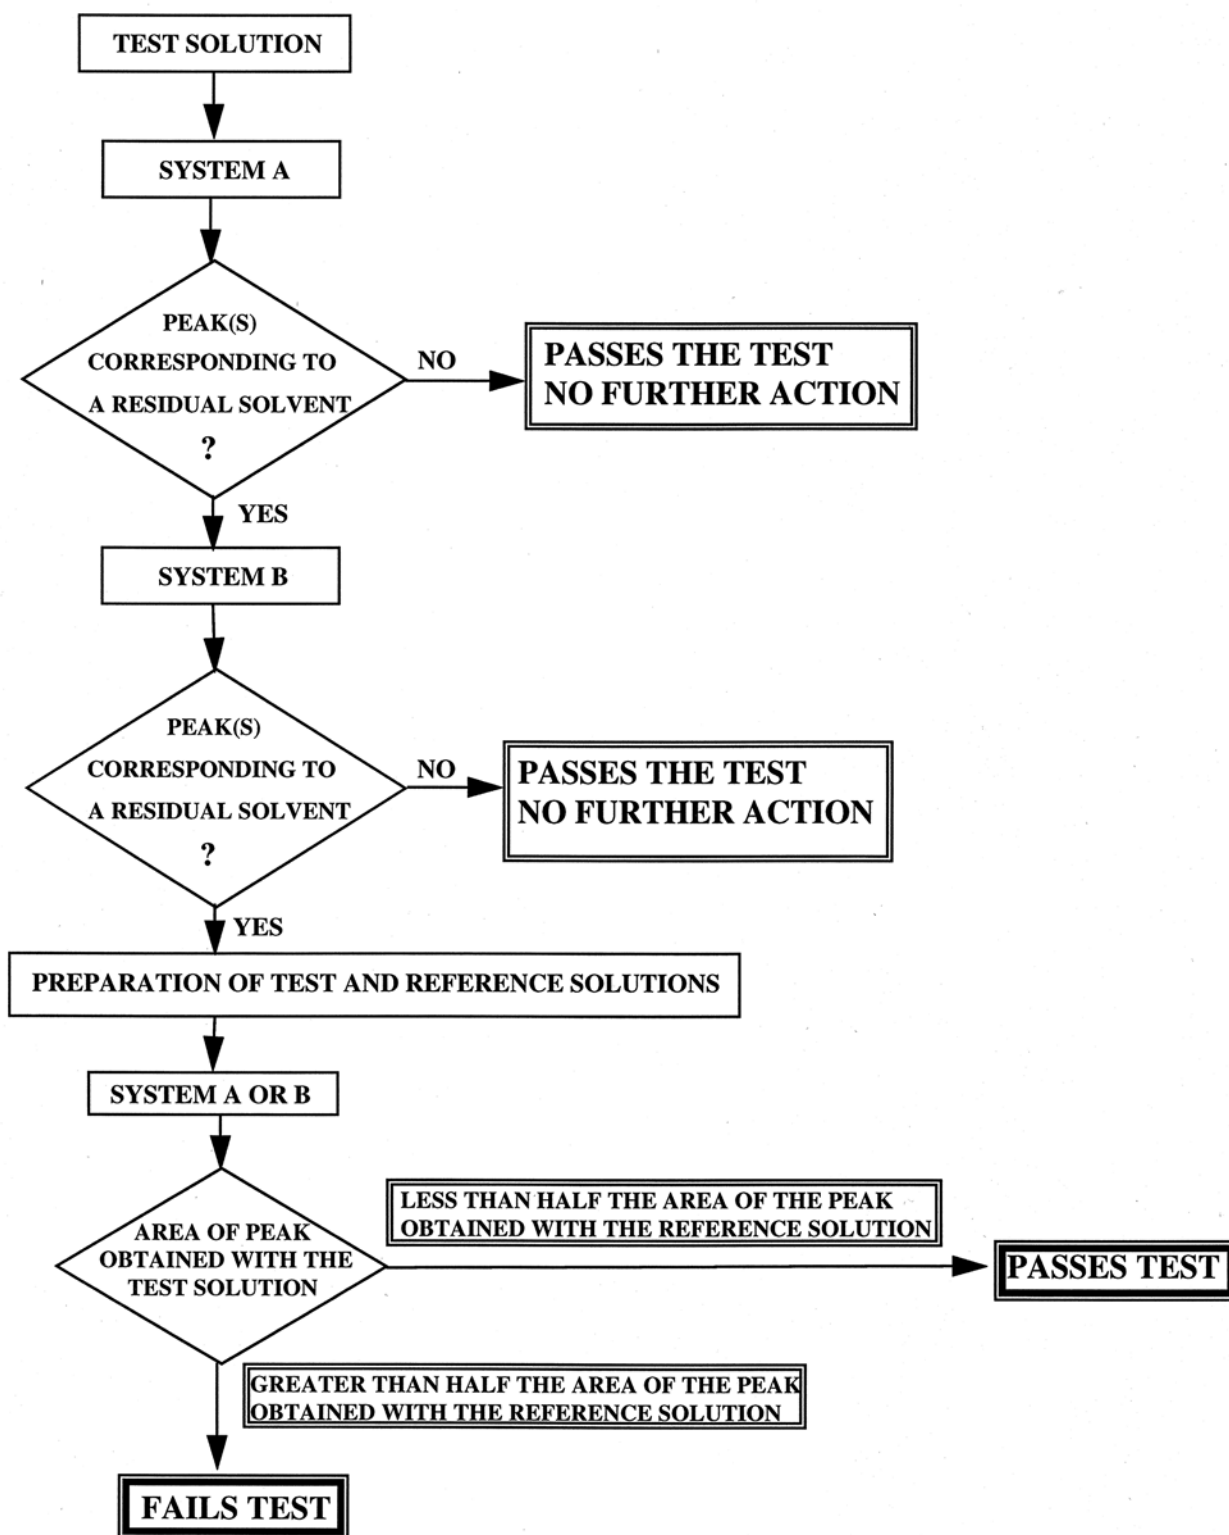 TEST SOLUTION
SYSTEM A
PEAK(S)
CORRESPONDING TO
A RESIDUAL SOLVENT
?
NO
PASSES THE TEST
NO FURTHER ACTION
YES
SYSTEM B
PEAK(S)
CORRESPONDING TO
A RESIDUAL SOLVENT
?
NO
PASSES THE TEST
NO FURTHER ACTION
YES
PREPARATION OF TEST AND REFERENCE SOLUTIONS
SYSTEM A OR B
AREA OF PEAK
OBTAINED WITH THE
TEST SOLUTION
LESS THAN HALF THE AREA OF THE PEAK
OBTAINED WITH THE REFERENCE SOLUTION
PASSES TEST
GREATER THAN HALF THE AREA OF THE PEAK
OBTAINED WITH THE REFERENCE SOLUTION
FAILS TEST